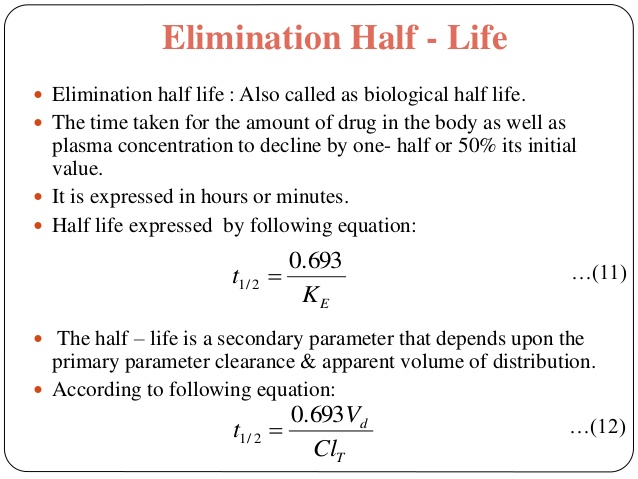 Elimination Half - Life
• Elimination half life : Also called as biological half life.
• The time taken for the amount of drug in the body as well as
plasma concentration to decline by one- half or 50% its initial
value.
• It is expressed in hours or minutes.
• Half life expressed by following equation:
t1/2 = 0.693 / KE …(11)
• The half – life is a secondary parameter that depends upon the
primary parameter clearance & apparent volume of distribution.
• According to following equation:
t1/2 = 0.693Vd / ClT …(12)